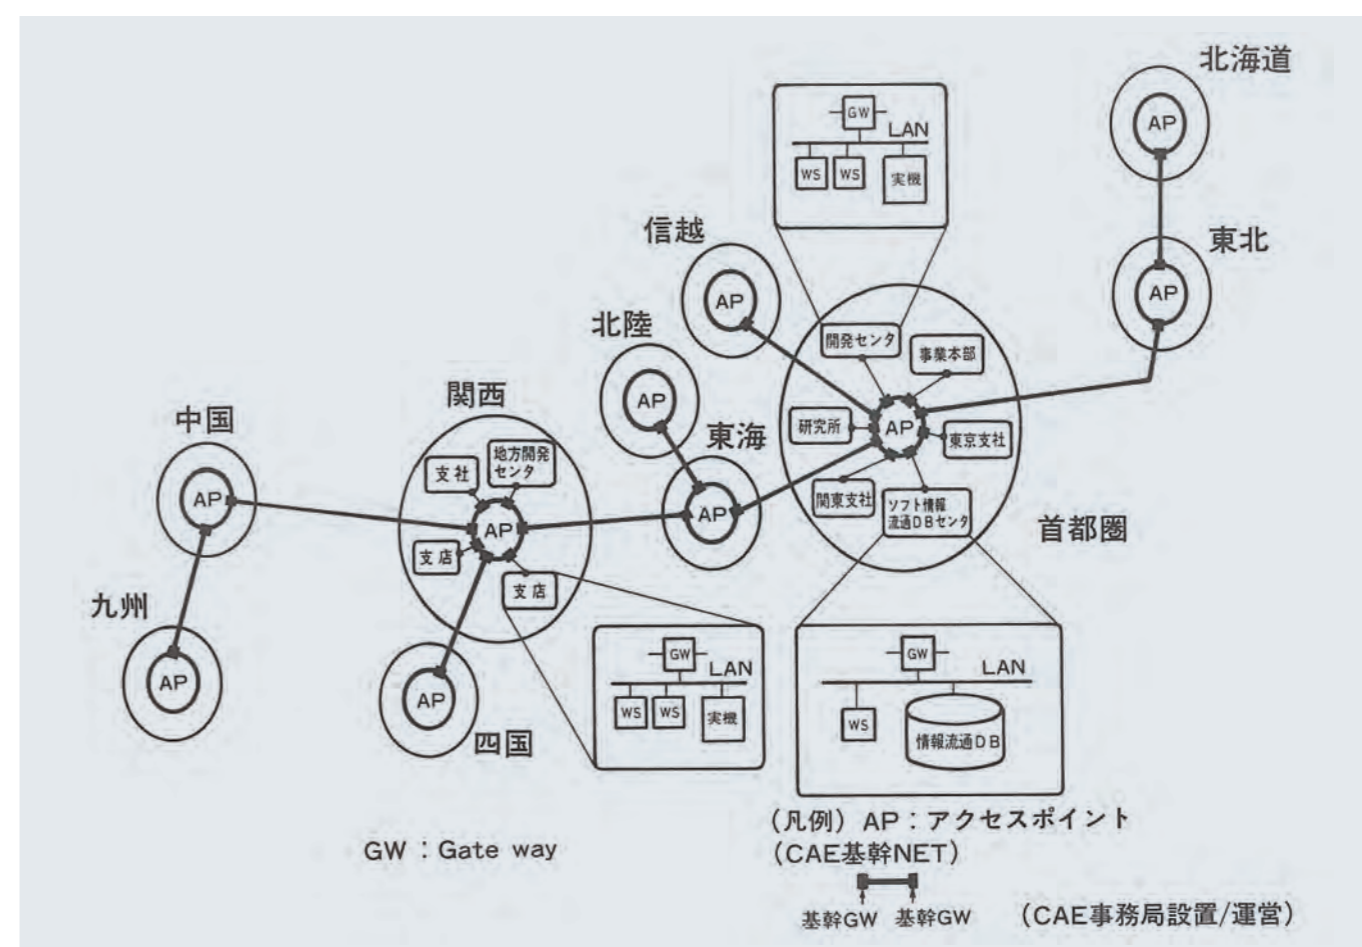 北海道
AP
東北
AP
GW
LAN
WS
WS
実機
信越
AP
北陸
AP
東海
AP
開発センタ
事業本部
研究所
AP
東京支社
関東支社
ソフト情報
流通DBセンタ
首都圏
関西
支社
地方開発
センタ
AP
支店
支店
中国
AP
九州
AP
AP
四国
GW
LAN
WS
WS
実機
GW
LAN
WS
情報流通DB
GW:Gate way
(凡例) AP:アクセスポイント
(CAE基幹NET)
基幹GW 基幹GW
(CAE事務局設置/運営)